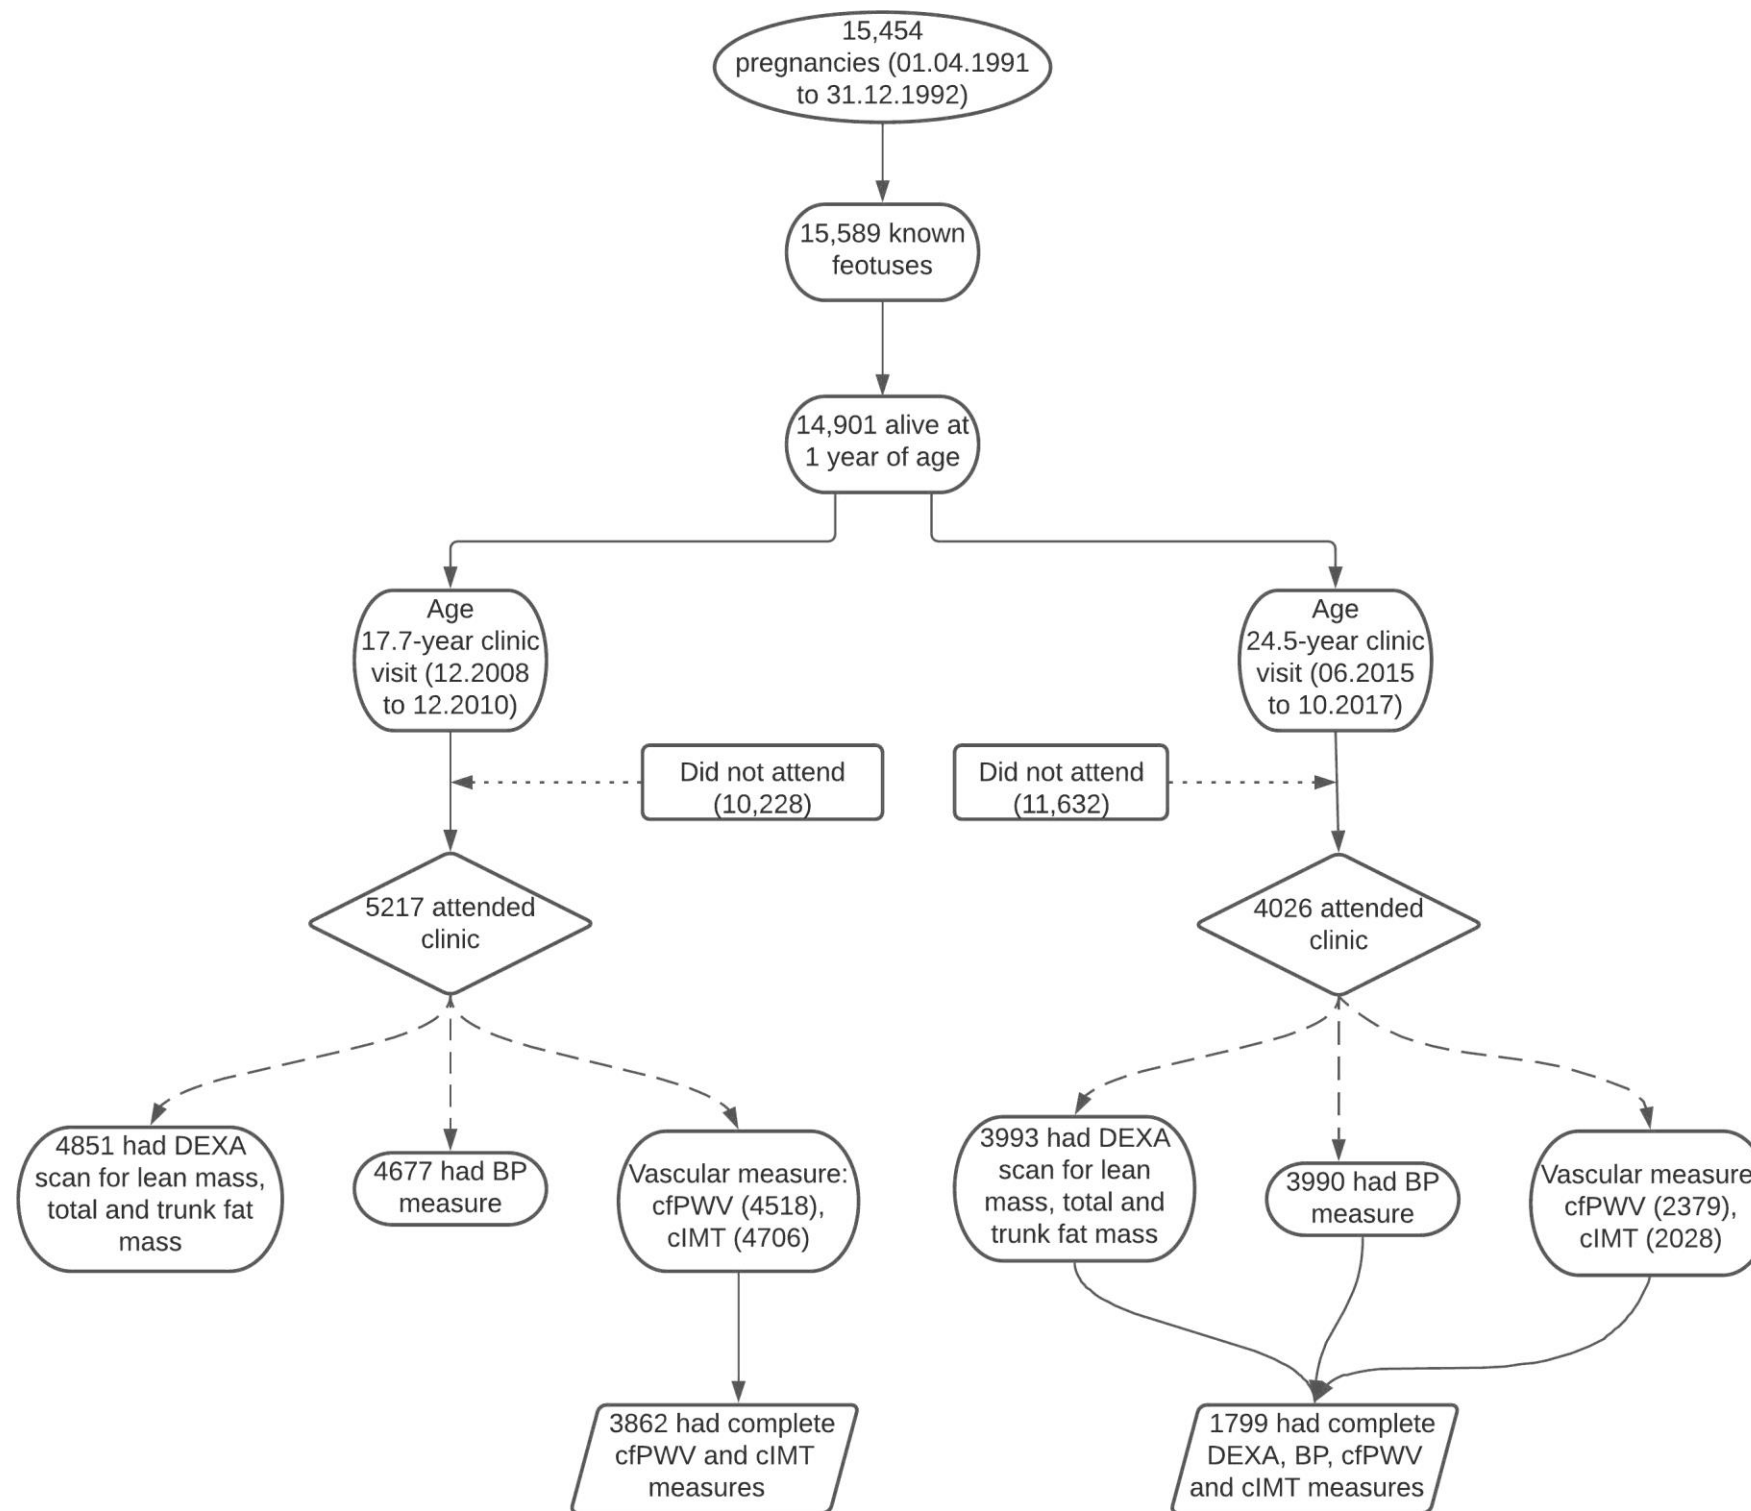 15,454
pregnancies (01.04.1991
to 31.12.1992)
15,589 known
feotuses
14,901 alive at
1 year of age
Age
17.7-year clinic
visit (12.2008
to 12.2010)
Age
24.5-year clinic
visit (06.2015
to 10.2017)
Did not attend
(10,228)
Did not attend
(11,632)
5217 attended
clinic
4026 attended
clinic
4851 had DEXA
scan for lean mass,
total and trunk fat
mass
4677 had BP
measure
Vascular measure:
cfPWV (4518),
cIMT (4706)
3993 had DEXA
scan for lean
mass, total and
trunk fat mass
3990 had BP
measure
Vascular measure
cfPWV (2379),
cIMT (2028)
3862 had complete
cfPWV and cIMT
measures
1799 had complete
DEXA, BP, cfPWV
and cIMT measures